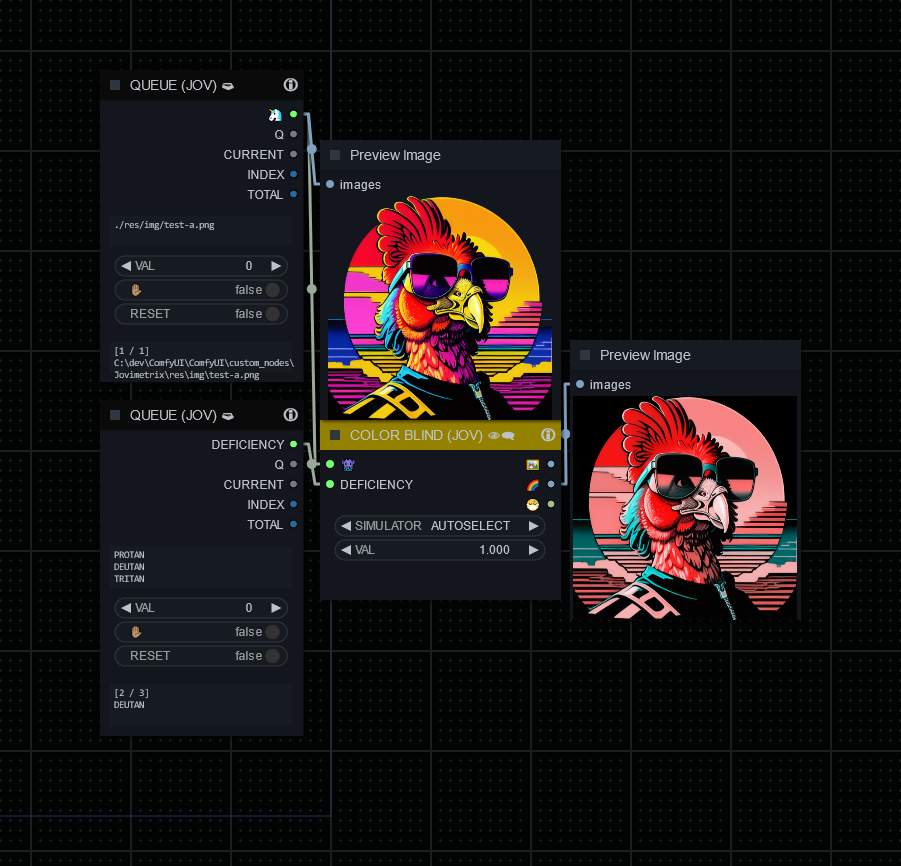 QUEUE (JOV)
Q
CURRENT
INDEX
TOTAL
./res/img/test-a.png
VAL 0
false
RESET false
[1 / 1]
C:\dev\ComfyUI\ComfyUI\custom_nodes\
Jovimetrix\res\img\test-a.png
QUEUE (JOV)
DEFICIENCY
Q
CURRENT
INDEX
TOTAL
PROTAN
DEUTAN
TRITAN
VAL 0
false
RESET false
[2 / 3]
DEUTAN
Preview Image
images
COLOR BLIND (JOV)
DEFICIENCY
SIMULATOR AUTOSELECT
VAL 1.000
Preview Image
images